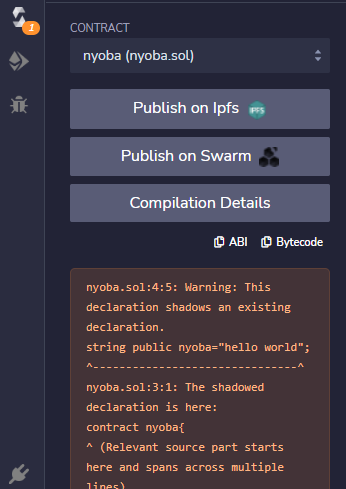 1
CONTRACT
nyoba (nyoba.sol)
Publish on Ipfs IPFS
Publish on Swarm
Compilation Details
ABI Bytecode
nyoba.sol:4:5: Warning: This
declaration shadows an existing
declaration.
string public nyoba="hello world";
^------------------------------^
nyoba.sol:3:1: The shadowed
declaration is here:
contract nyoba{
^ (Relevant source part starts
here and spans across multiple
lines)